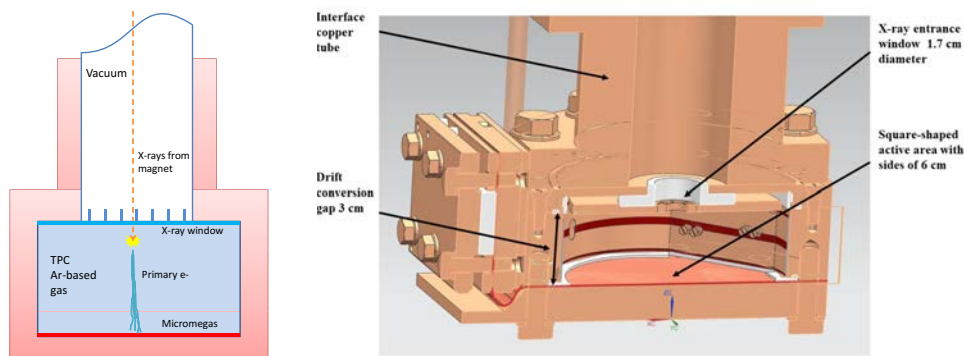 Vacuum
X-rays from
magnet
X-ray window
TPC
Ar-based
gas
Primary e-
Micromegas
Interface
copper
tube
Drift
conversion
gap 3 cm
X-ray entrance
window 1.7 cm
diameter
Square-shaped
active area with
sides of 6 cm